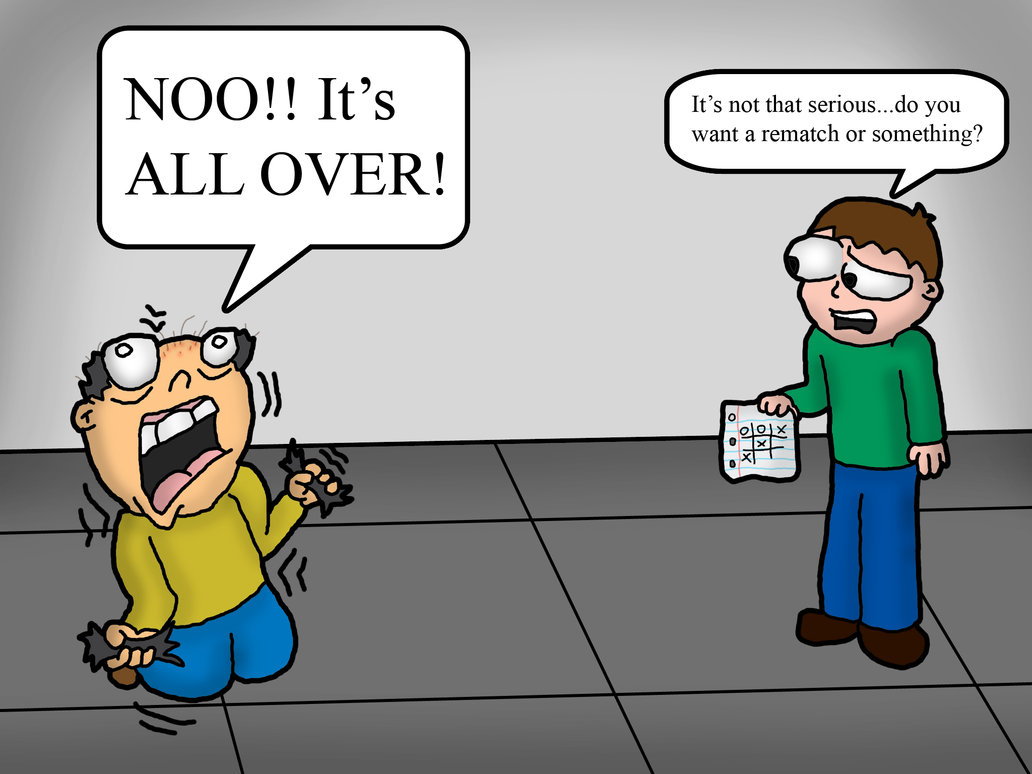 NOO!! It's
ALL OVER!
It's not that serious...do you
want a rematch or something?
O O X
X
X